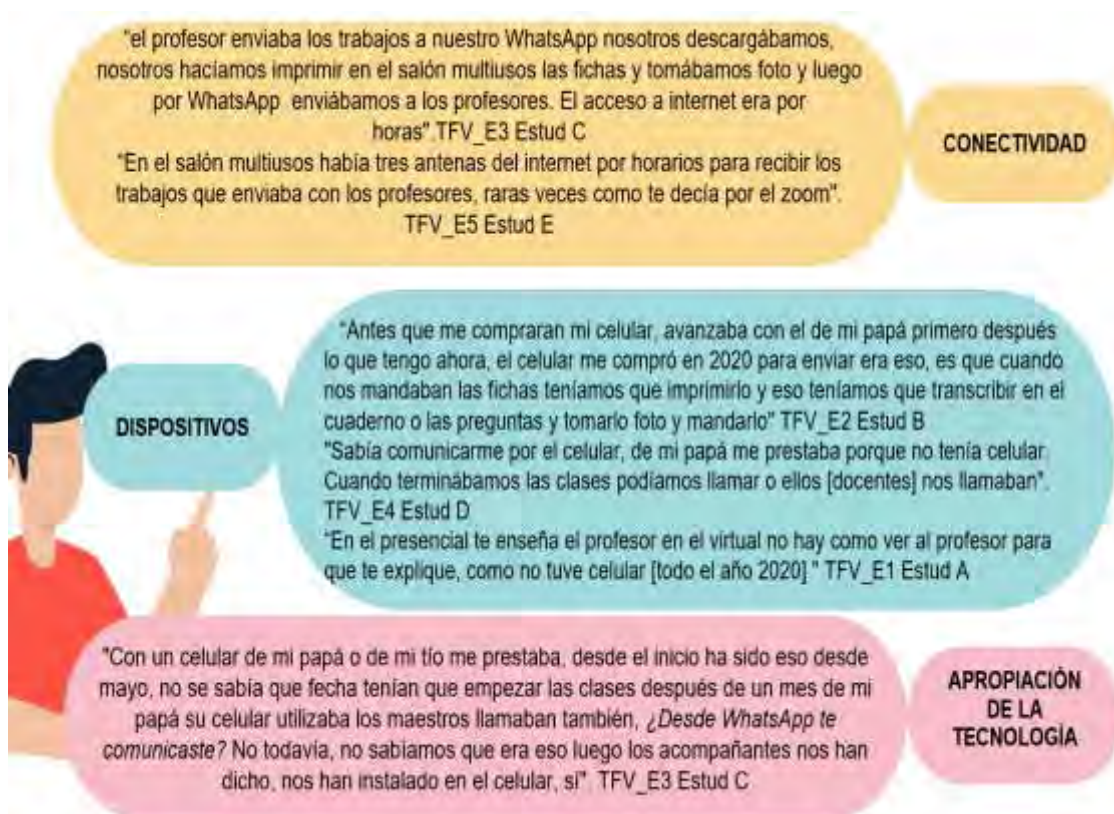 "el profesor enviaba los trabajos a nuestro WhatsApp nosotros descargábamos,
nosotros hacíamos imprimir en el salón multiusos las fichas y tomábamos foto y luego
por WhatsApp enviábamos a los profesores. El acceso a internet era por
horas".TFV_E3 Estud C
"En el salón multiusos había tres antenas del internet por horarios para recibir los
trabajos que enviaba con los profesores, raras veces como te decía por el zoom".
TFV_E5 Estud E
CONECTIVIDAD
DISPOSITIVOS
"Antes que me compraran mi celular, avanzaba con el de mi papá primero después
lo que tengo ahora, el celular me compró en 2020 para enviar era eso, es que cuando
nos mandaban las fichas teníamos que imprimirlo y eso teníamos que transcribir en el
cuaderno o las preguntas y tomarlo foto y mandarlo" TFV_E2 Estud B
"Sabía comunicarme por el celular, de mi papá me prestaba porque no tenía celular.
Cuando terminábamos las clases podíamos llamar o ellos [docentes] nos llamaban".
TFV_E4 Estud D
"En el presencial te enseña el profesor en el virtual no hay como ver al profesor para
que te explique, como no tuve celular [todo el año 2020] " TFV_E1 Estud A
"Con un celular de mi papá o de mi tío me prestaba, desde el inicio ha sido eso desde
mayo, no se sabía que fecha tenían que empezar las clases después de un mes de mi
papá su celular utilizaba los maestros llamaban también, ¿Desde WhatsApp te
comunicaste? No todavía, no sabíamos que era eso luego los acompañantes nos han
dicho, nos han instalado en el celular, sí". TFV_E3 Estud C
APROPIACIÓN
DE LA
TECNOLOGÍA